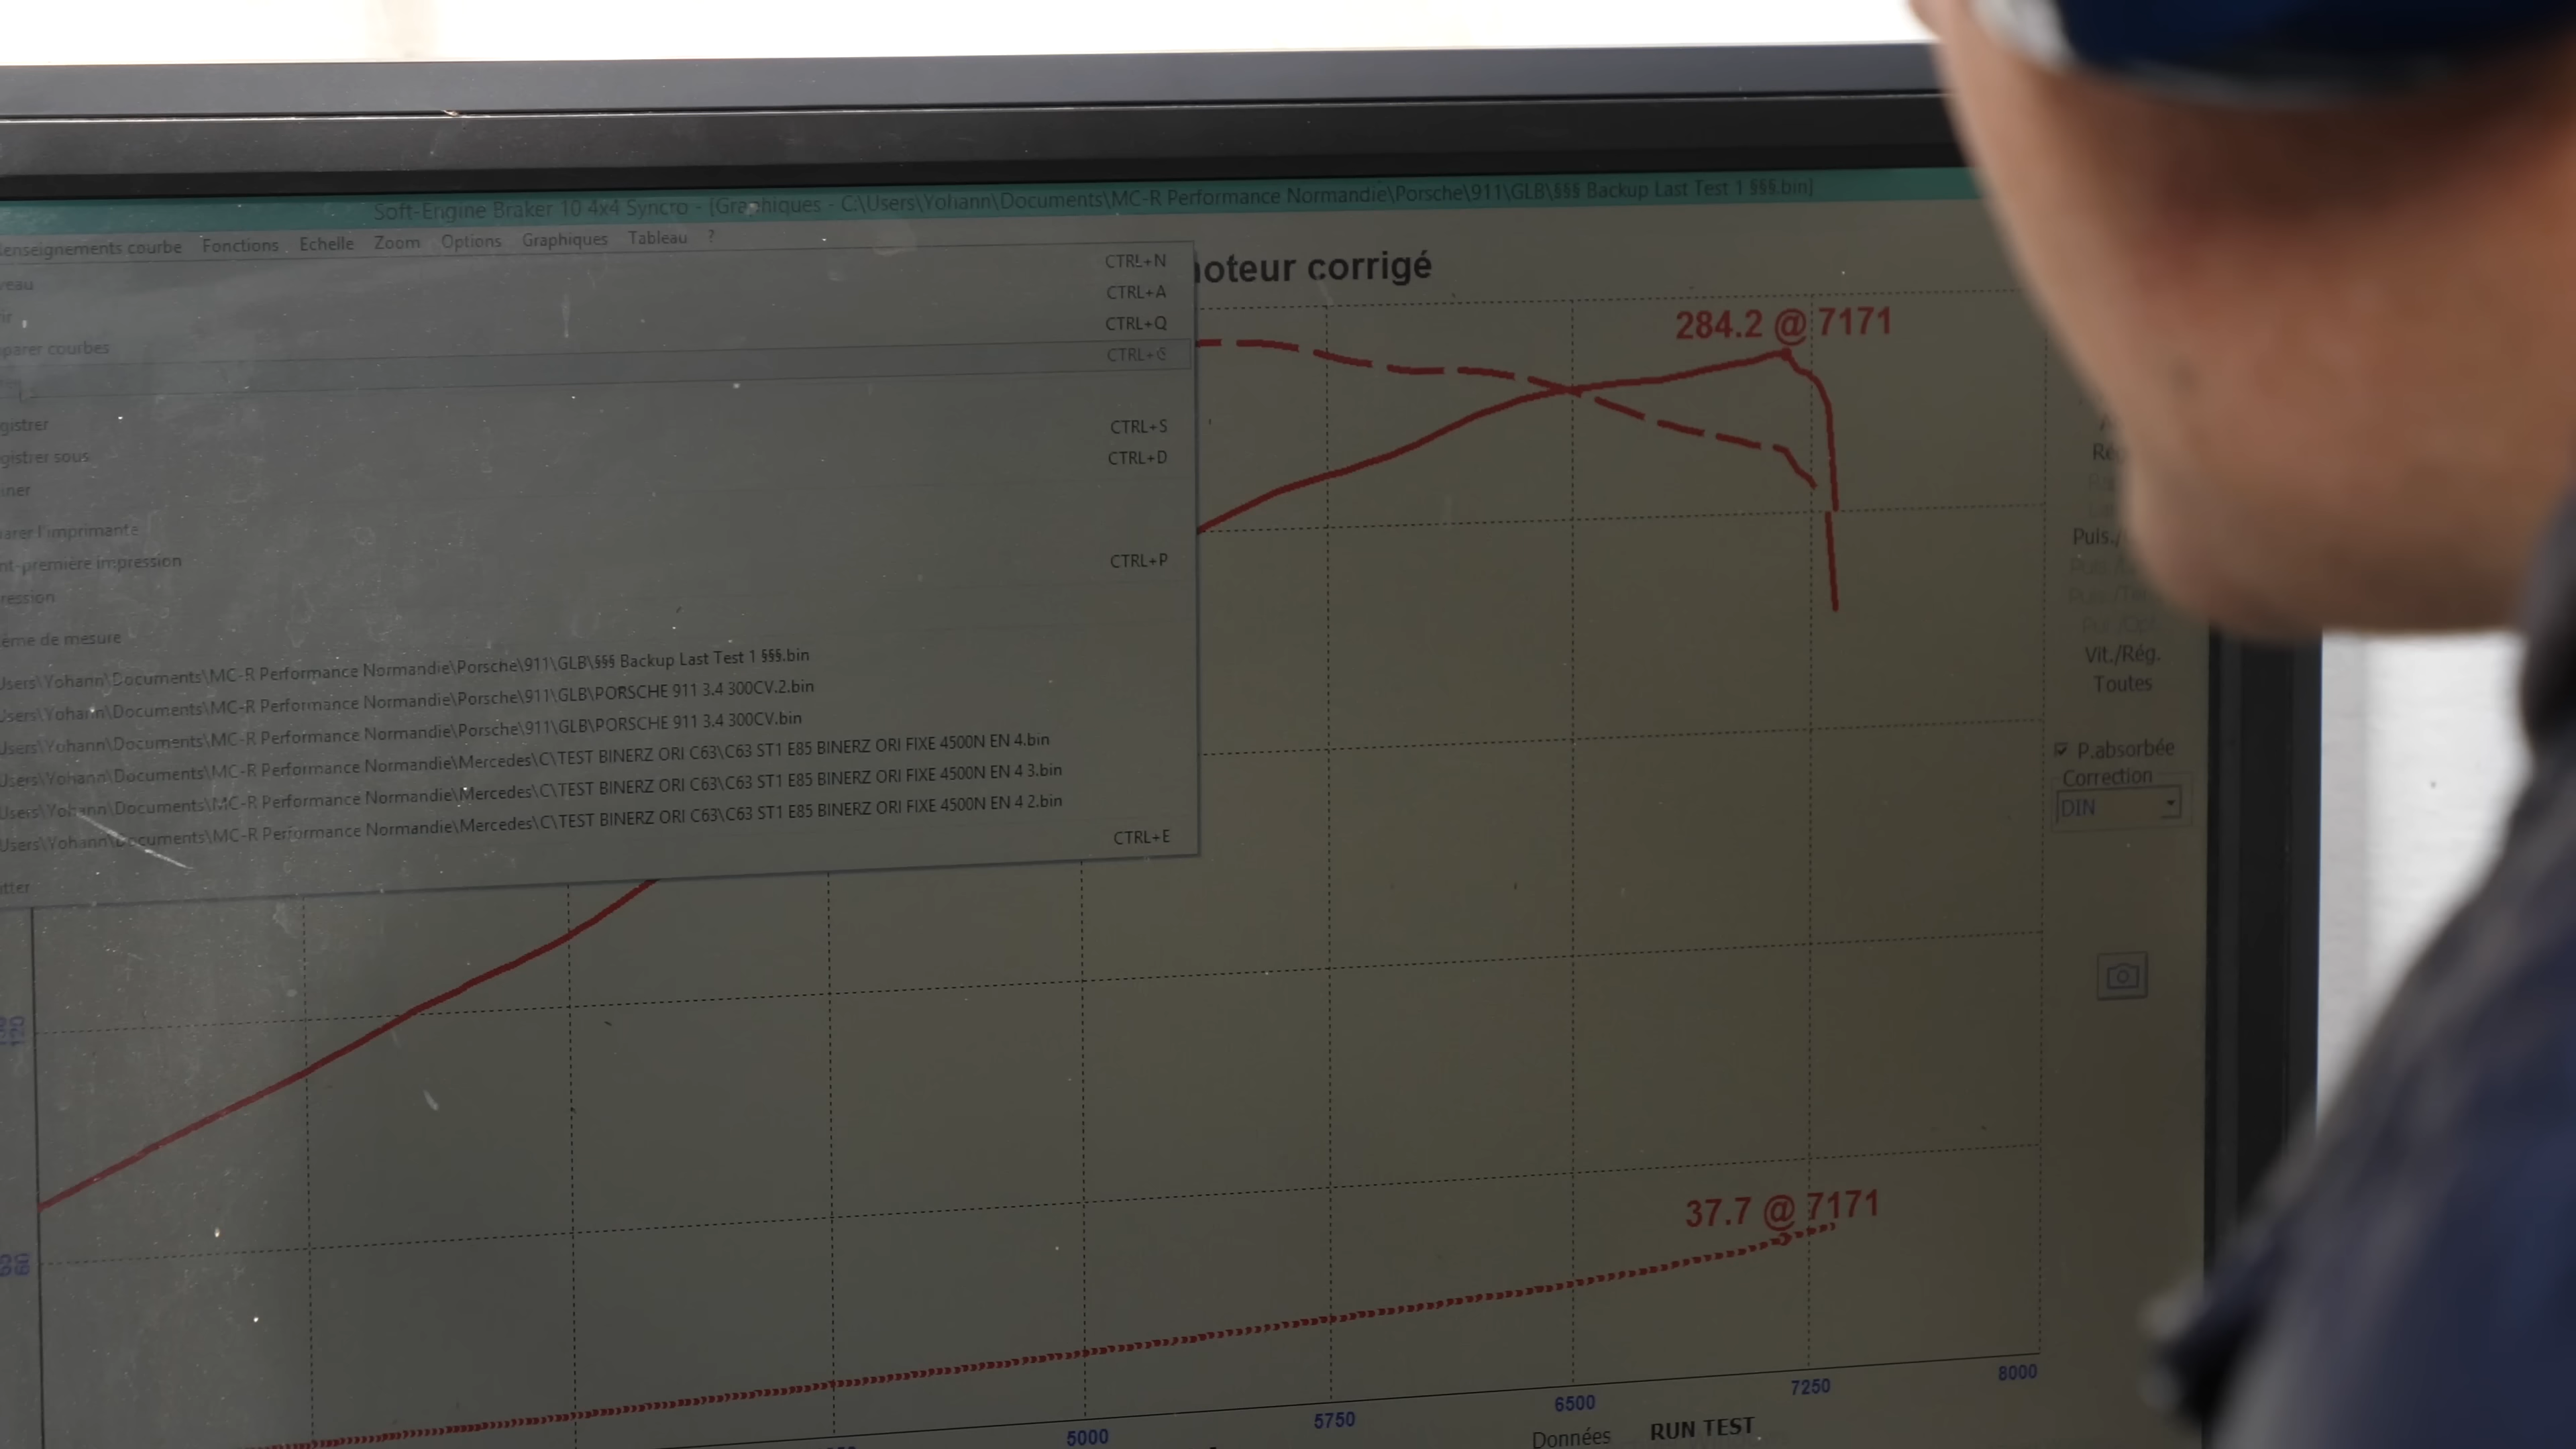 Soft-Engine Braker 10 4x4 Syncro - [Graphiques - C:\Users\Yohann\Documents\MC-R Performance Normandie\Porsche\911\GLB\§§§ Backup Last Test 1 §§§.bin]
enseignements courbe Fonctions Echelle Zoom Options Graphiques Tableau ?
oteur corrigé
eau CTRL+N
ir CTRL+A
parer courbes CTRL+Q
CTRL+G
gistrer CTRL+S
gistrer sous CTRL+D
iner
arer l'imprimante
nt-première impression CTRL+P
ression
ème de mesure
Users\Yohann\Documents\MC-R Performance Normandie\Porsche\911\GLB\§§§ Backup Last Test 1 §§§.bin
Users\Yohann\Documents\MC-R Performance Normandie\Porsche\911\GLB\PORSCHE 911 3.4 300CV.2.bin
Users\Yohann\Documents\MC-R Performance Normandie\Porsche\911\GLB\PORSCHE 911 3.4 300CV.bin
Users\Yohann\Documents\MC-R Performance Normandie\Mercedes\C\TEST BINERZ ORI C63\C63 ST1 E85 BINERZ ORI FIXE 4500N EN 4.bin
Users\Yohann\Documents\MC-R Performance Normandie\Mercedes\C\TEST BINERZ ORI C63\C63 ST1 E85 BINERZ ORI FIXE 4500N EN 4 3.bin
Users\Yohann\Documents\MC-R Performance Normandie\Mercedes\C\TEST BINERZ ORI C63\C63 ST1 E85 BINERZ ORI FIXE 4500N EN 4 2.bin
tter CTRL+E
284.2 @ 7171
Puis./
Vit./Rég.
Toutes
P.absorbée
Correction
DIN
120
60
37.7 @ 7171
5000 5750 6500 7250 8000
Données RUN TEST